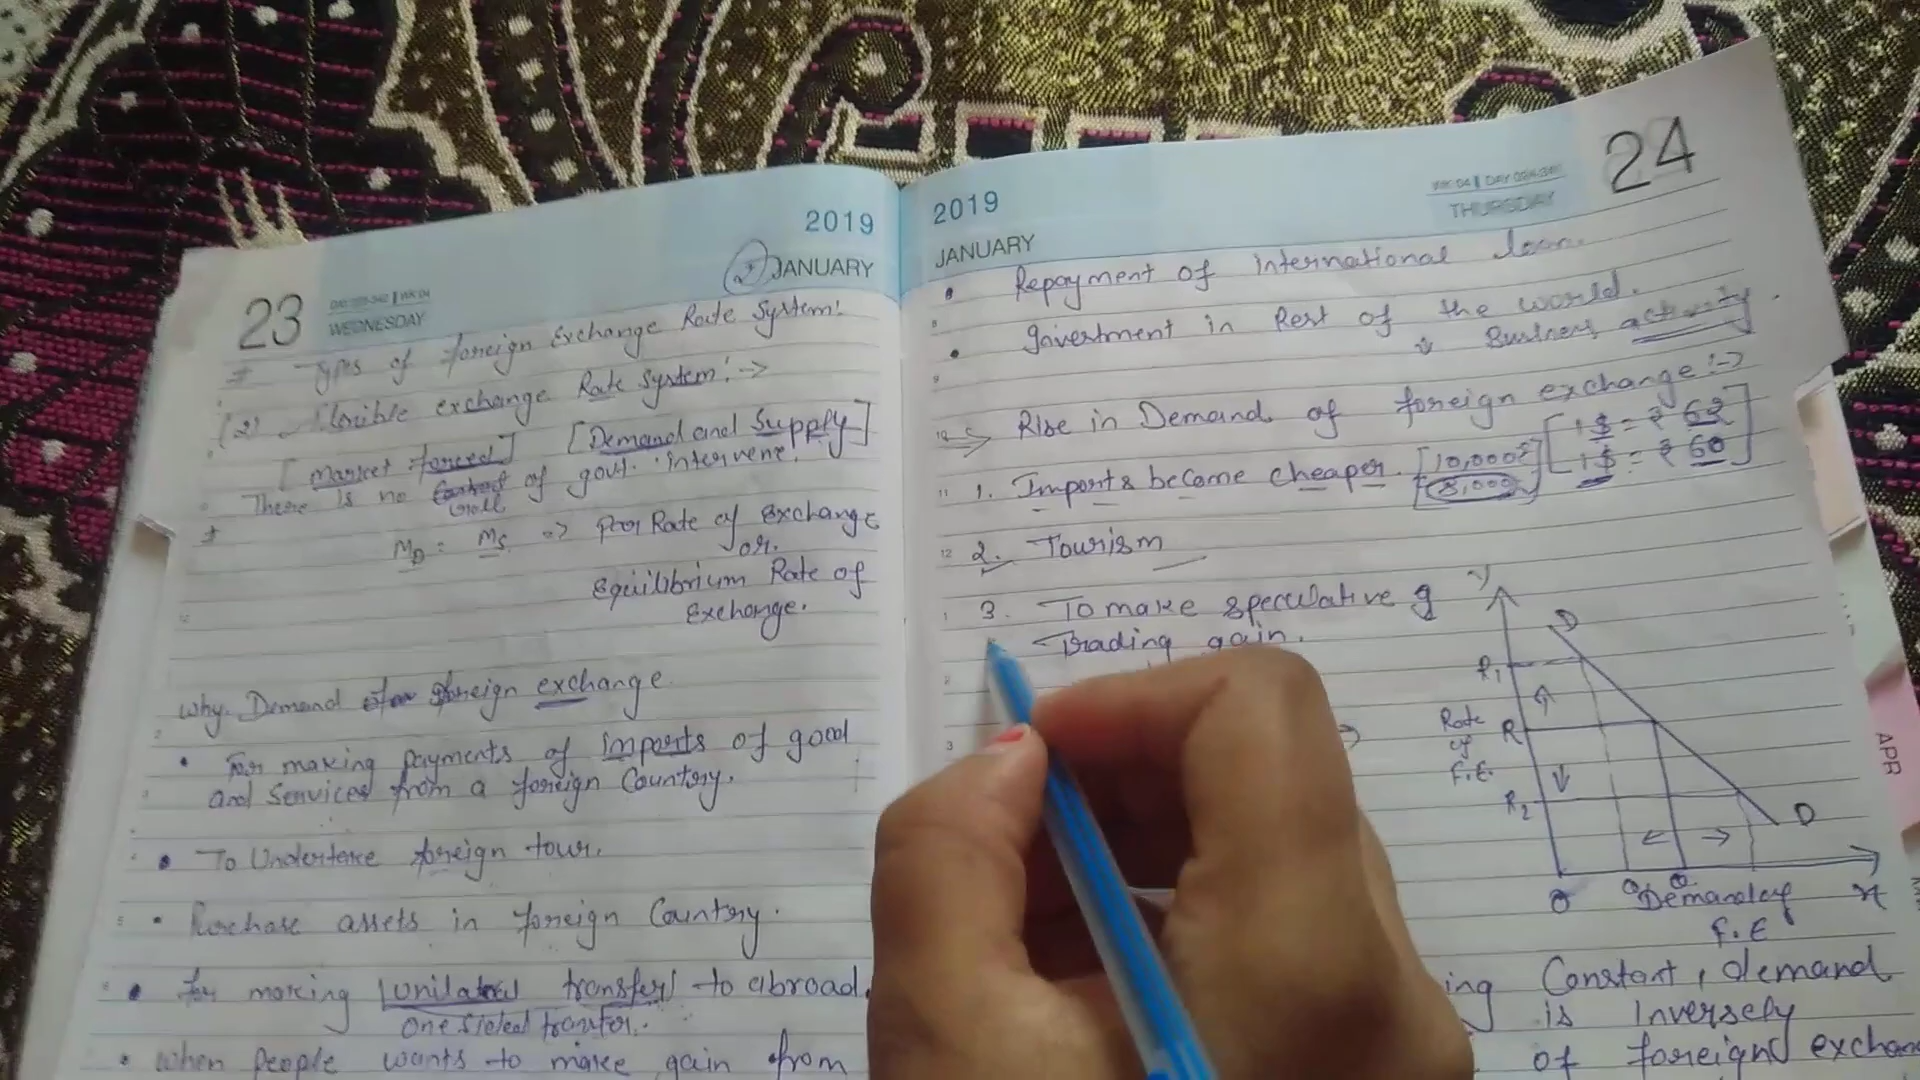 2019
JANUARY
23
WEDNESDAY
# Types of foreign Exchange Rate System:
(2) flexible exchange Rate System:->
[market forced] [Demand and Supply]
There is no of govt. intervene.
MD = Ms => Par Rate of Exchange
or.
Equilibrium Rate of
Exchange.
why Demand foreign exchange.
• For making payments of imports of good
and Services from a foreign Country.
• To Undertake foreign tour.
• Purchase assets in foreign Country.
• for making [unilateral transfer] to abroad.
one sided transfer.
• When People wants to make gain from
2019
JANUARY
THURSDAY
24
• Repayment of international loan
• Investment in Rest of the world.
↓ Business activity.
=> Rise in Demand of foreign exchange:->
1$ = ₹ 62
1. Imports become cheaper. [10,000 1$ = ₹ 60
[8,000]
2. Tourism
3. To make speculative g
Trading gain.
Y
D
R1
Rate
of
F.E.
R
R2
D
O
Q
Demand of
F.E
X
ing Constant, demand
is Inversely
of foreign exchan
APR